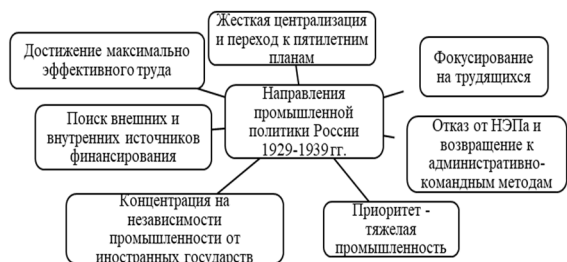 Жесткая централизация
и переход к пятилетним
планам
Достижение максимально
эффективного труда
Фокусирование
на трудящихся
Направления
промышленной
политики России
1929-1939 гг.
Поиск внешних и
внутренних источников
финансирования
Отказ от НЭПа и
возвращение к
административно-
командным методам
Концентрация на
независимости
промышленности от
иностранных государств
Приоритет -
тяжелая
промышленность